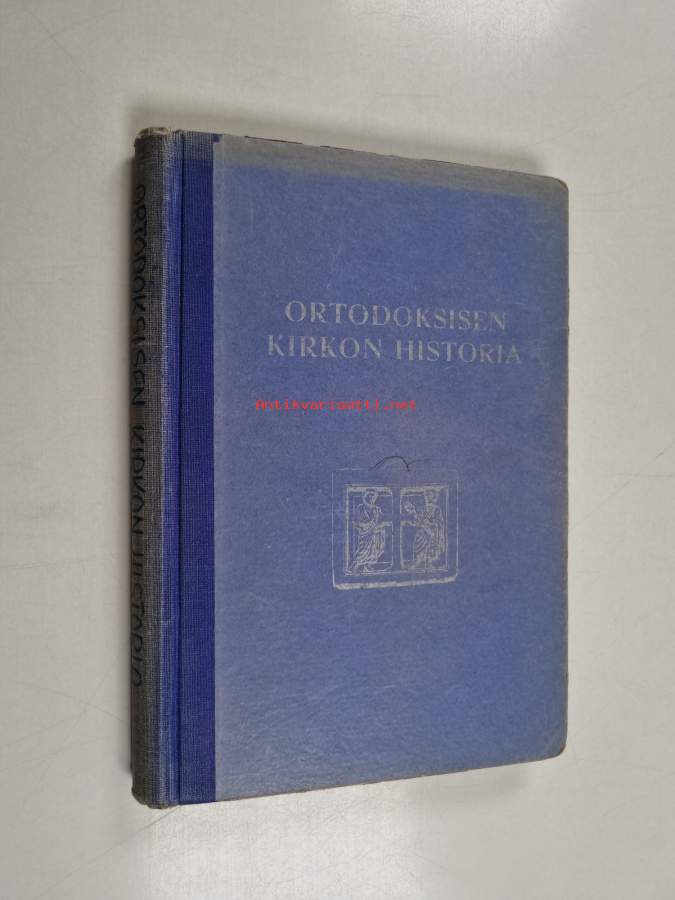 ORTODOKSISEN
KIRKON HISTORIA
Antikvariaatti.net
ORTODOKSISEN KIRKON HISTORIA